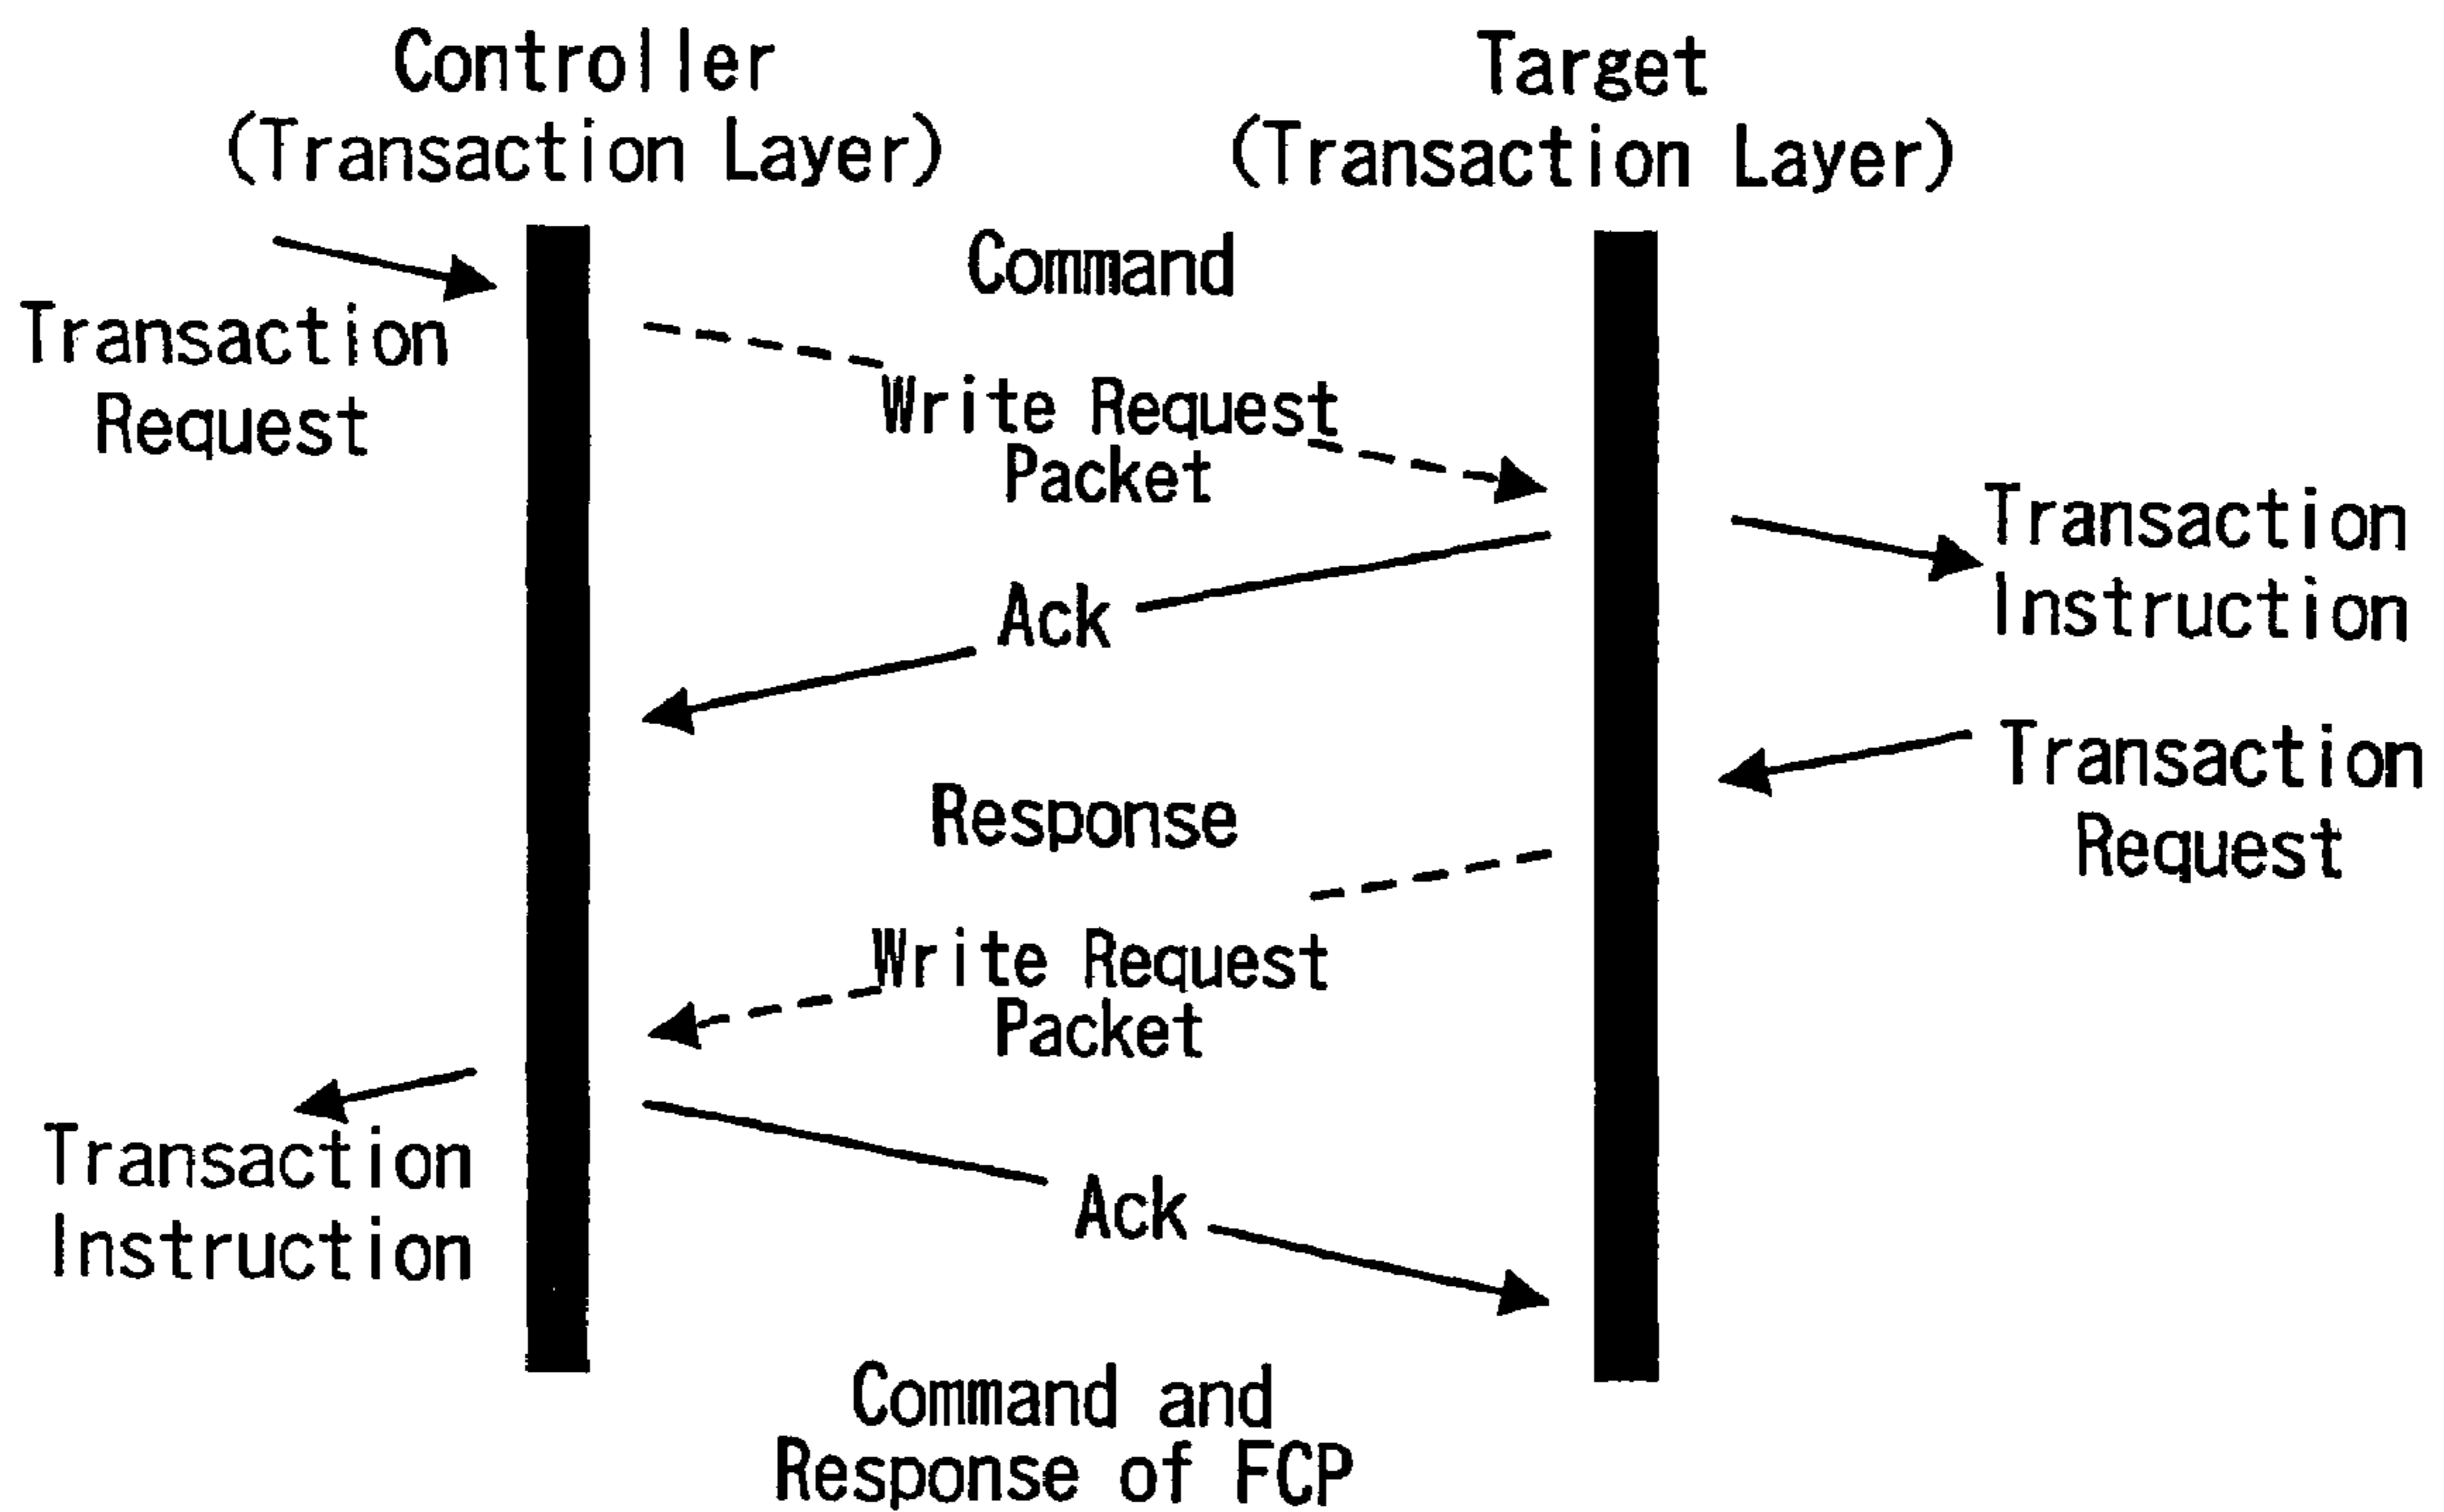 Controller
(Transaction Layer)
Target
(Transaction Layer)
Command
Transaction
Request
Write Request
Packet
Transaction
Instruction
Ack
Transaction
Request
Response
Write Request
Packet
Transaction
Instruction
Ack
Command and
Response of FCP